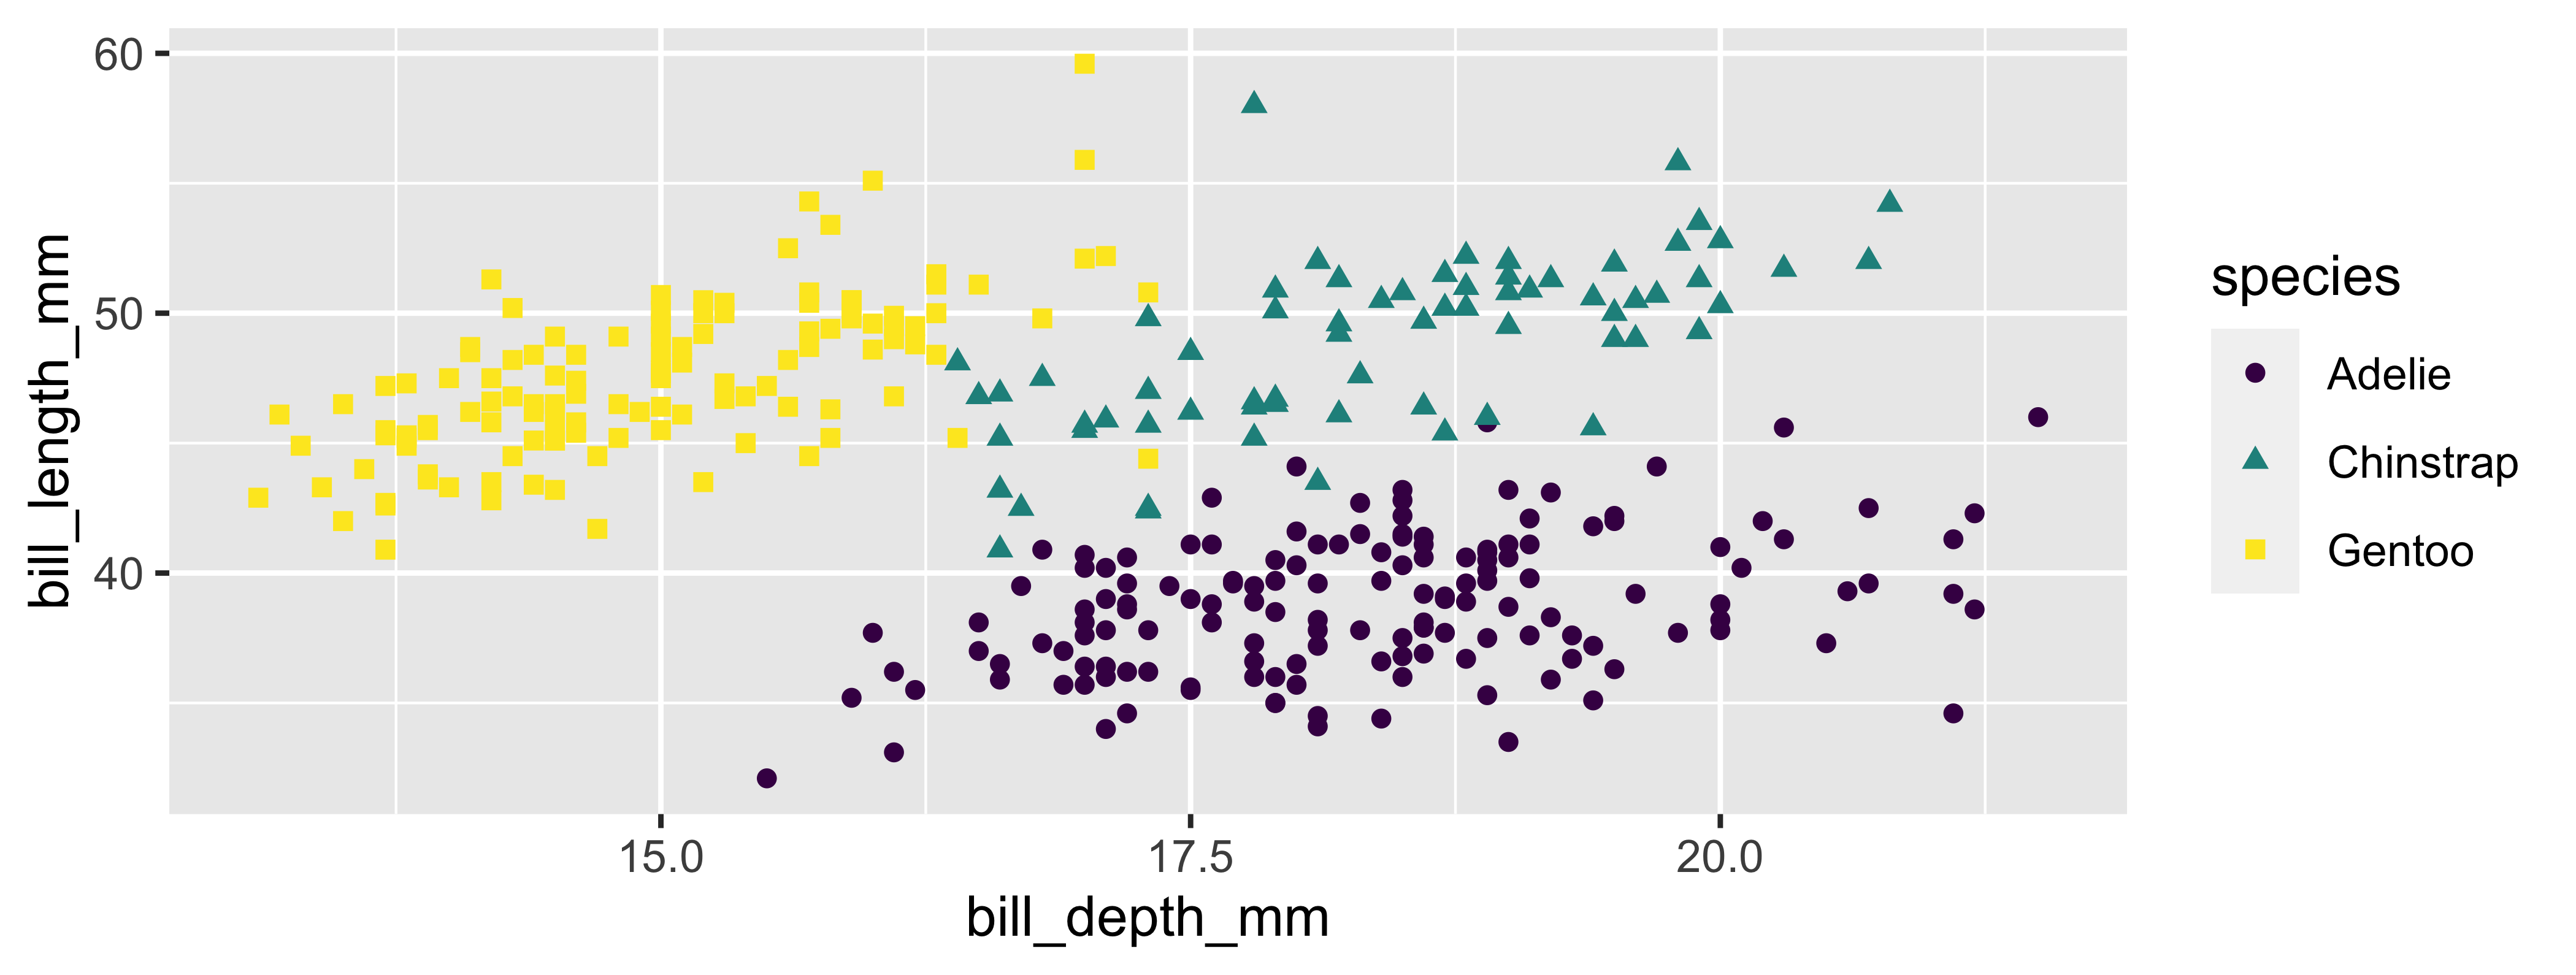 60
50
40
bill_length_mm
15.0
17.5
20.0
bill_depth_mm
species
Adelie
Chinstrap
Gentoo